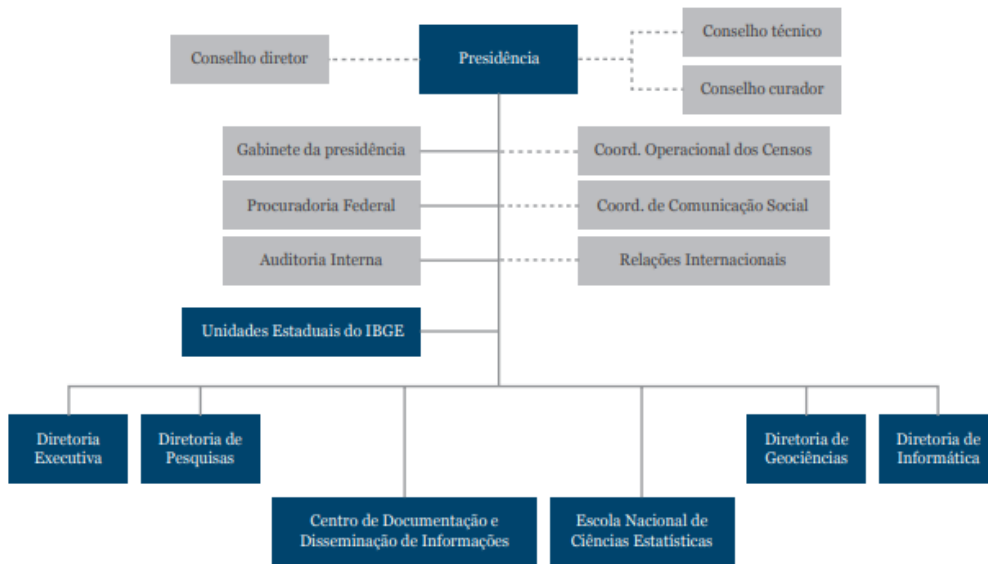 Conselho técnico
Conselho diretor
Presidência
Conselho curador
Gabinete da presidência
Coord. Operacional dos Censos
Procuradoria Federal
Coord. de Comunicação Social
Auditoria Interna
Relações Internacionais
Unidades Estaduais do IBGE
Diretoria
Executiva
Diretoria de
Pesquisas
Diretoria de
Geociências
Diretoria de
Informática
Centro de Documentação e
Disseminação de Informações
Escola Nacional de
Ciências Estatísticas